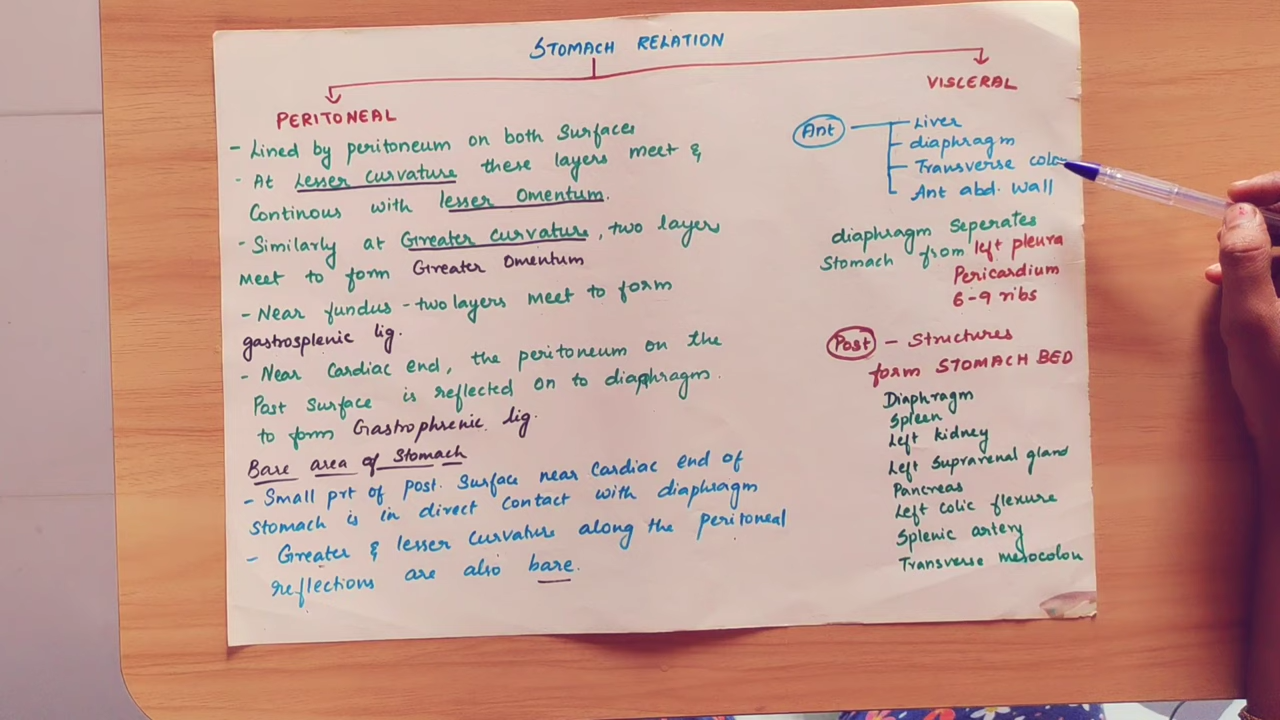 STOMACH RELATION
PERITONEAL
- Lined by peritoneum on both Surfaces
- At Lesser curvature these layers meet &
Continous with lesser Omentum.
- Similarly at Greater curvature, two layers
meet to form Greater Omentum
- Near fundus - two layers meet to form
gastrosplenic lig.
- Near Cardiac end, the peritoneum on the
Post Surface is reflected on to diaphragm.
to form Gastrophrenic lig.
Bare area of Stomach
- Small prt of post. Surface near Cardiac end of
Stomach is in direct contact with diaphragm
- Greater & lesser curvature along the peritoneal
reflections are also bare.
VISCERAL
Ant
Liver
diaphragm
Transverse colo
Ant abd. wall
diaphragm Seperates
Stomach from left pleura
Pericardium
6-9 ribs
Post - Structures
form STOMACH BED
Diaphragm
Spleen
Left kidney
Left Suprarenal gland
Pancreas
Left colic flexure
Splenic artery
Transverse mesocolon